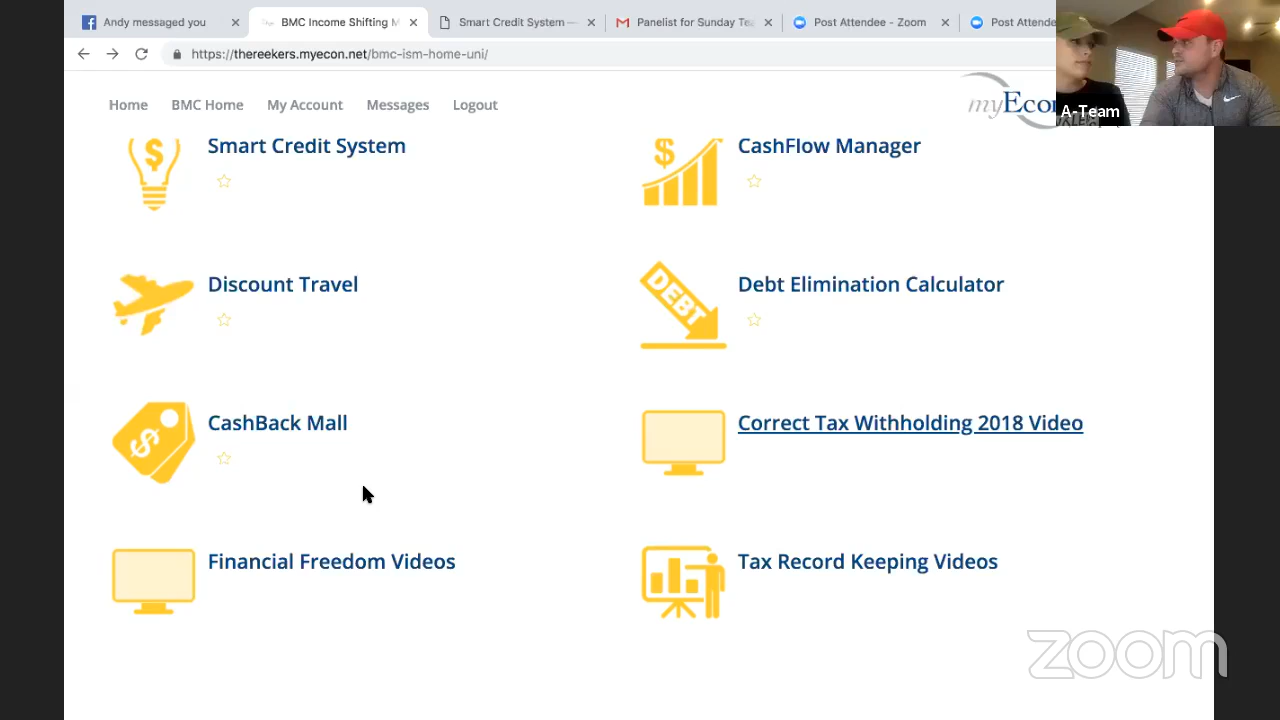 Andy messaged you
BMC Income Shifting M
Smart Credit System —
Panelist for Sunday Tea
Post Attendee - Zoom
Post Attende
https://thereekers.myecon.net/bmc-ism-home-uni/
Home
BMC Home
My Account
Messages
Logout
myEcon
A-Team
Smart Credit System
CashFlow Manager
Discount Travel
Debt Elimination Calculator
DEBT
CashBack Mall
Correct Tax Withholding 2018 Video
Financial Freedom Videos
Tax Record Keeping Videos
zoom